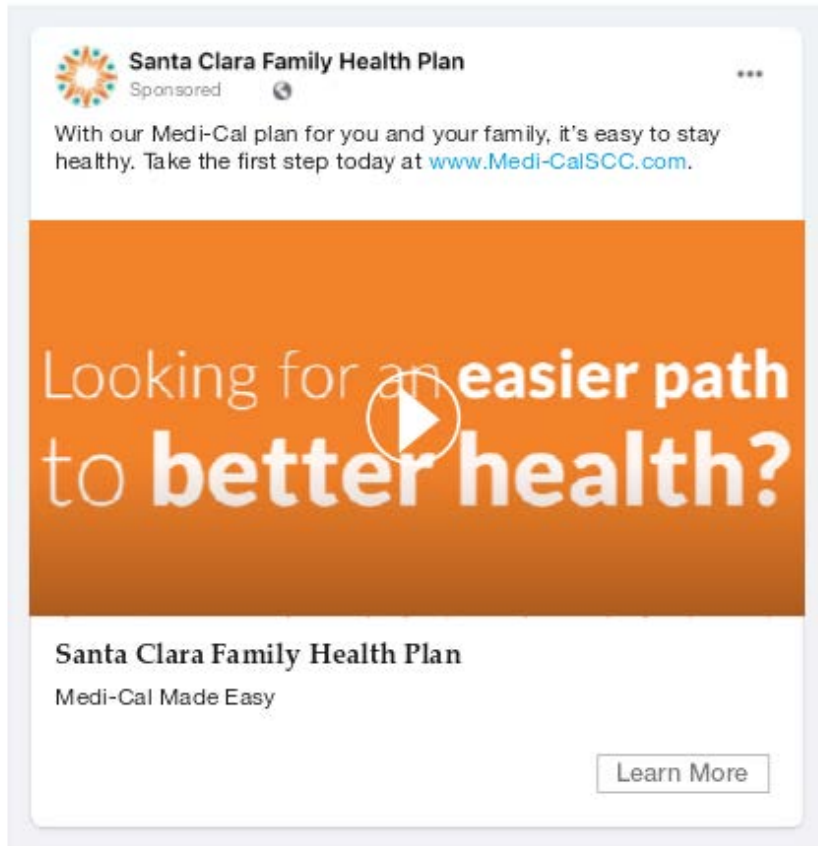 Santa Clara Family Health Plan
Sponsored
With our Medi-Cal plan for you and your family, it's easy to stay
healthy. Take the first step today at www.Medi-CalSCC.com.
Looking for an easier path
to better health?
Santa Clara Family Health Plan
Medi-Cal Made Easy
Learn More